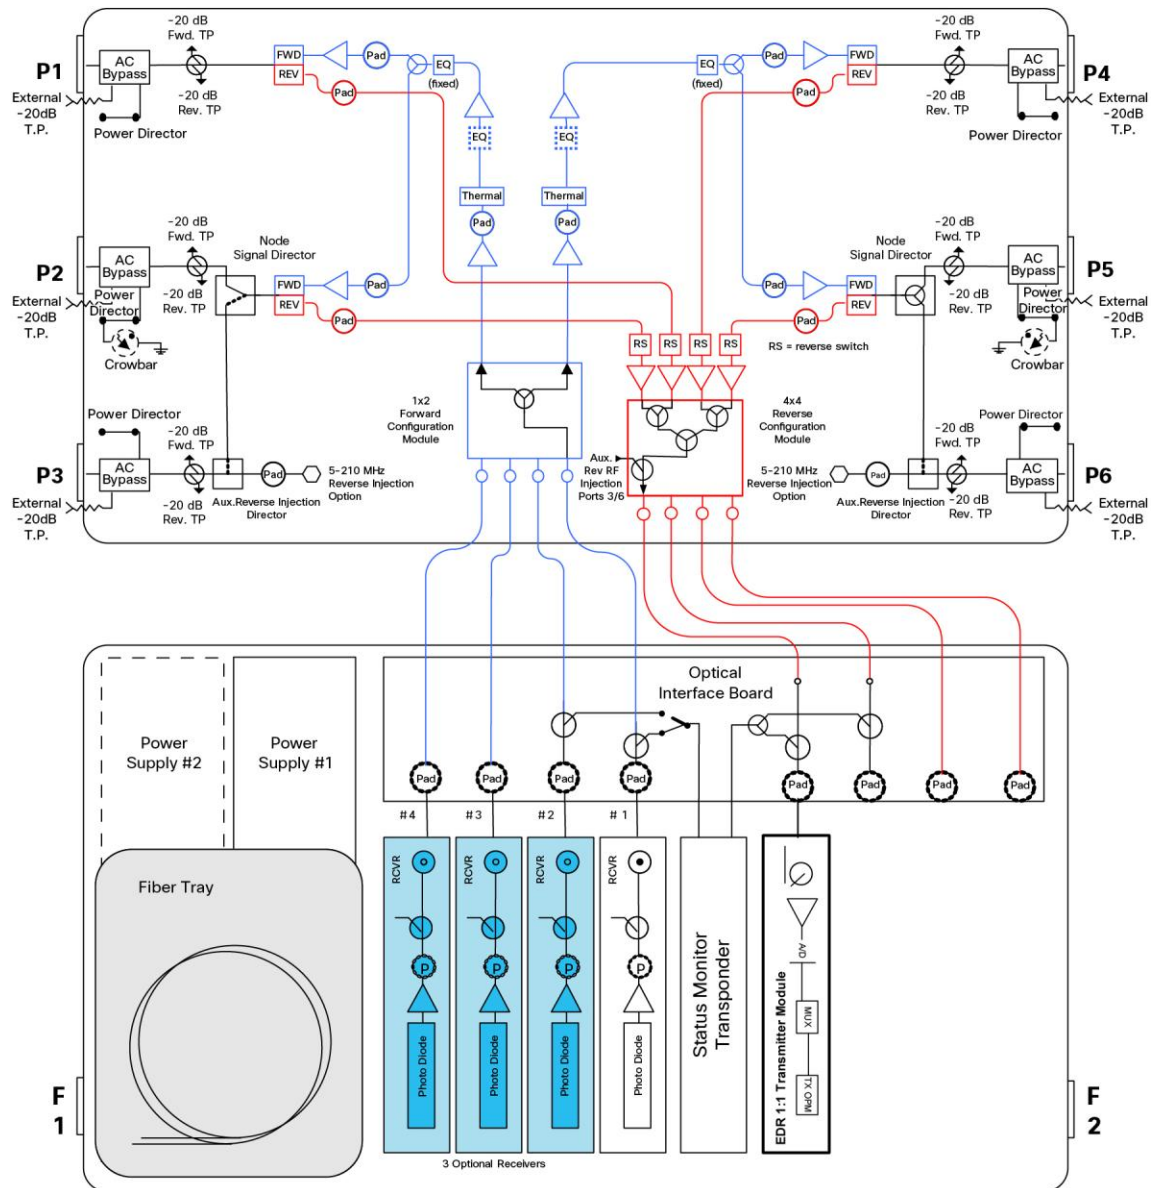 -20 dB
Fwd. TP
FWD
REV
Pad
EQ
(fixed)
EQ
(fixed)
Pad
FWD
REV
-20 dB
Fwd. TP
P1
AC
Bypass
AC
Bypass
P4
External
-20dB
T.P.
-20 dB
Rev. TP
Pad
Pad
-20 dB
Rev. TP
External
-20dB
T.P.
Power Director
Power Director
EQ
EQ
Thermal
Thermal
Pad
Pad
-20 dB
Fwd. TP
Node
Signal Director
Node
Signal Director
-20 dB
Fwd. TP
P2
AC
Bypass
FWD
REV
Pad
Pad
FWD
REV
AC
Bypass
P5
External
-20dB
T.P.
Power
Director
-20 dB
Rev. TP
Pad
Pad
-20 dB
Rev. TP
Power
Director
External
-20dB
T.P.
RS
RS
RS
RS
RS = reverse switch
Crowbar
Crowbar
1x2
Forward
Configuration
Module
4x4
Reverse
Configuration
Module
Power Director
Power Director
-20 dB
Fwd. TP
-20 dB
Fwd. TP
P3
AC
Bypass
Pad
5-210 MHz
Reverse Injection
Option
Aux.
Rev RF
Injection
Ports 3/6
5-210 MHz
Reverse Injection
Option
Pad
AC
Bypass
P6
External
-20dB
T.P.
-20 dB
Rev. TP
Aux.Reverse Injection
Director
Aux.Reverse Injection
Director
-20 dB
Rev. TP
External
-20dB
T.P.
Optical
Interface Board
Power
Supply #2
Power
Supply #1
Pad
Pad
Pad
Pad
Pad
Pad
Pad
Pad
#4
#3
#2
# 1
Fiber Tray
RCVR
P
Photo Diode
RCVR
P
Photo Diode
RCVR
P
Photo Diode
RCVR
P
Photo Diode
Status Monitor
Transponder
EDR 1:1 Transmitter Module
A/D
MUX
TX OPM
F
1
F
2
3 Optional Receivers